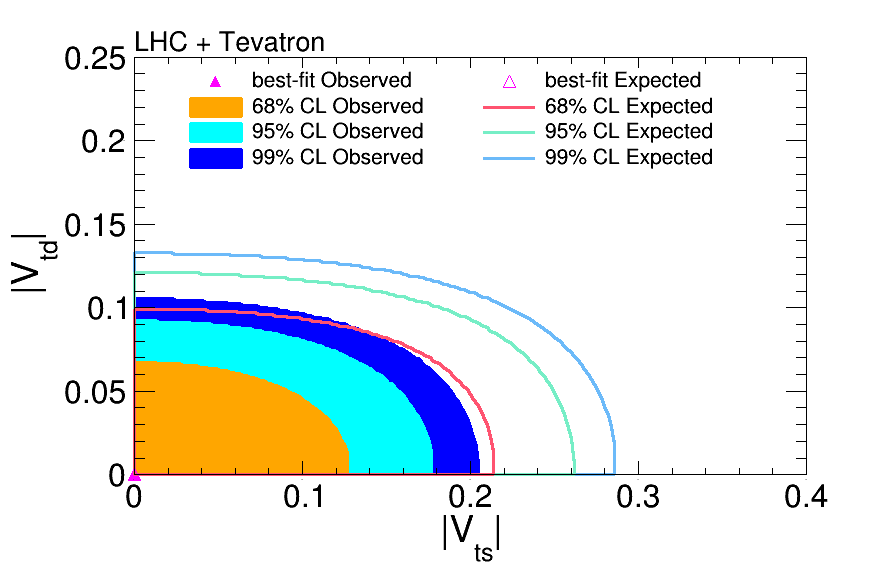 LHC + Tevatron
best-fit Observed
68% CL Observed
95% CL Observed
99% CL Observed
best-fit Expected
68% CL Expected
95% CL Expected
99% CL Expected
0.25
0.2
0.15
0.1
0.05
0
|Vtd|
0
0.1
0.2
0.3
0.4
|Vts|